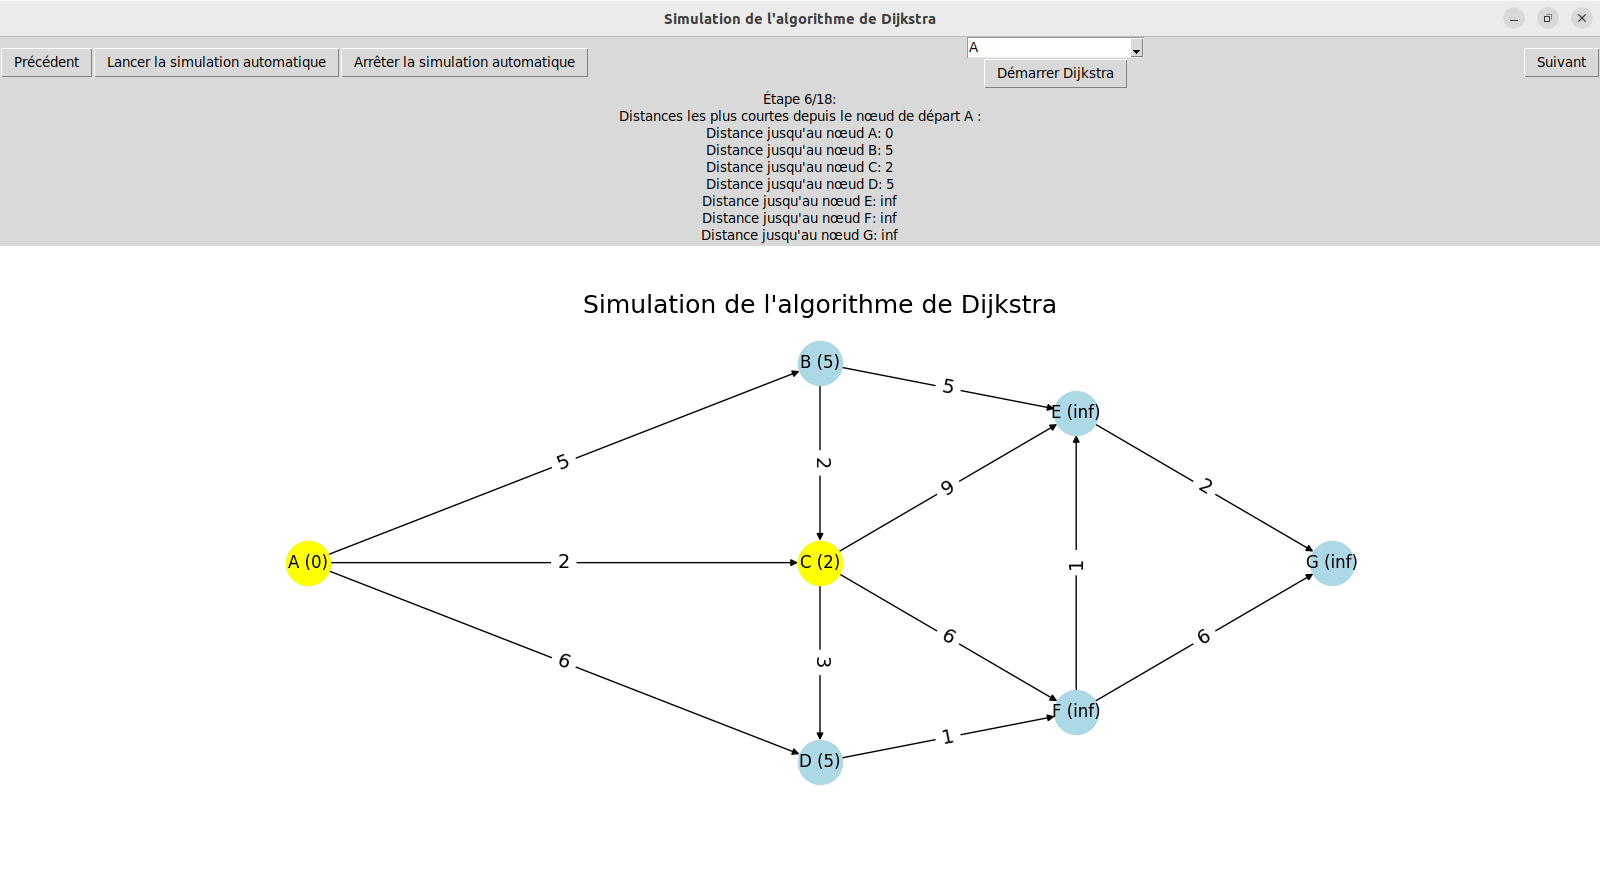 Simulation de l'algorithme de Dijkstra
A
Précédent Lancer la simulation automatique Arrêter la simulation automatique Suivant
Démarrer Dijkstra
Étape 6/18:
Distances les plus courtes depuis le nœud de départ A :
Distance jusqu'au nœud A: 0
Distance jusqu'au nœud B: 5
Distance jusqu'au nœud C: 2
Distance jusqu'au nœud D: 5
Distance jusqu'au nœud E: inf
Distance jusqu'au nœud F: inf
Distance jusqu'au nœud G: inf
Simulation de l'algorithme de Dijkstra
B (5)
5
E (inf)
5
2
9
2
A (0)
2
C (2)
1
G (inf)
6
3
6
6
F (inf)
1
D (5)